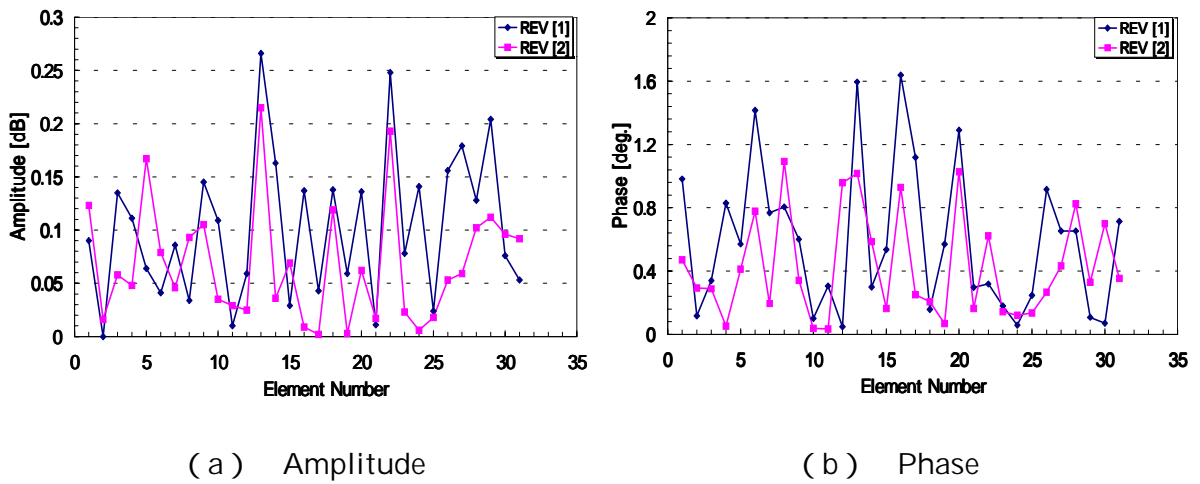 0.3
0.25
0.2
0.15
0.1
0.05
0
Amplitude [dB]
REV [1]
REV [2]
0 5 10 15 20 25 30 35
Element Number
2
1.6
1.2
0.8
0.4
0
Phase [deg.]
REV [1]
REV [2]
0 5 10 15 20 25 30 35
Element Number
(a) Amplitude
(b) Phase